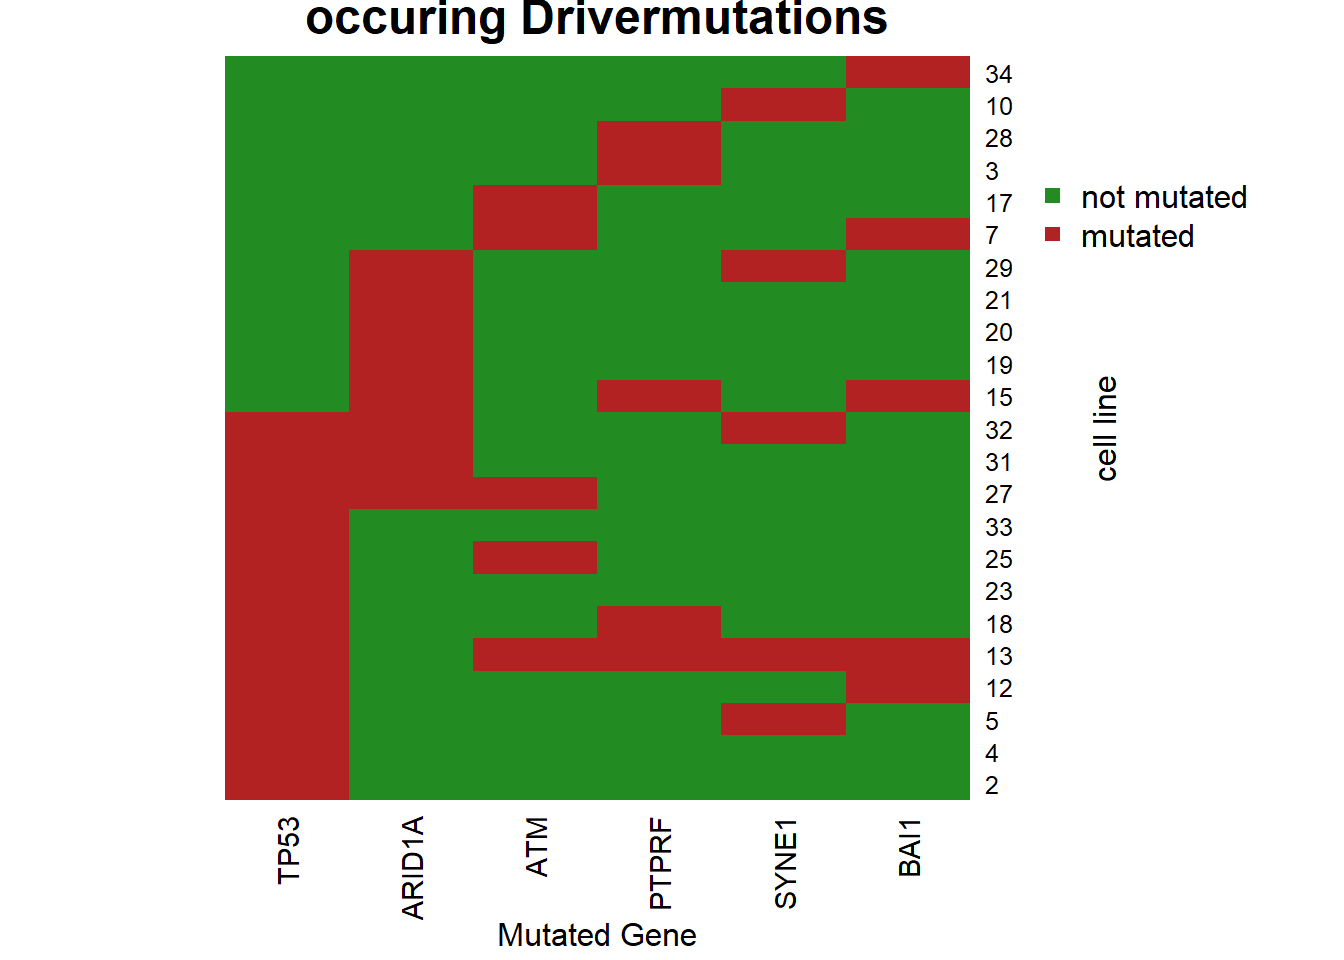 occuring Drivermutations
34
10
28
3
17
7
29
21
20
19
15
32
31
27
33
25
23
18
13
12
5
4
2
not mutated
mutated
cell line
TP53
ARID1A
ATM
PTPRF
SYNE1
BAI1
Mutated Gene